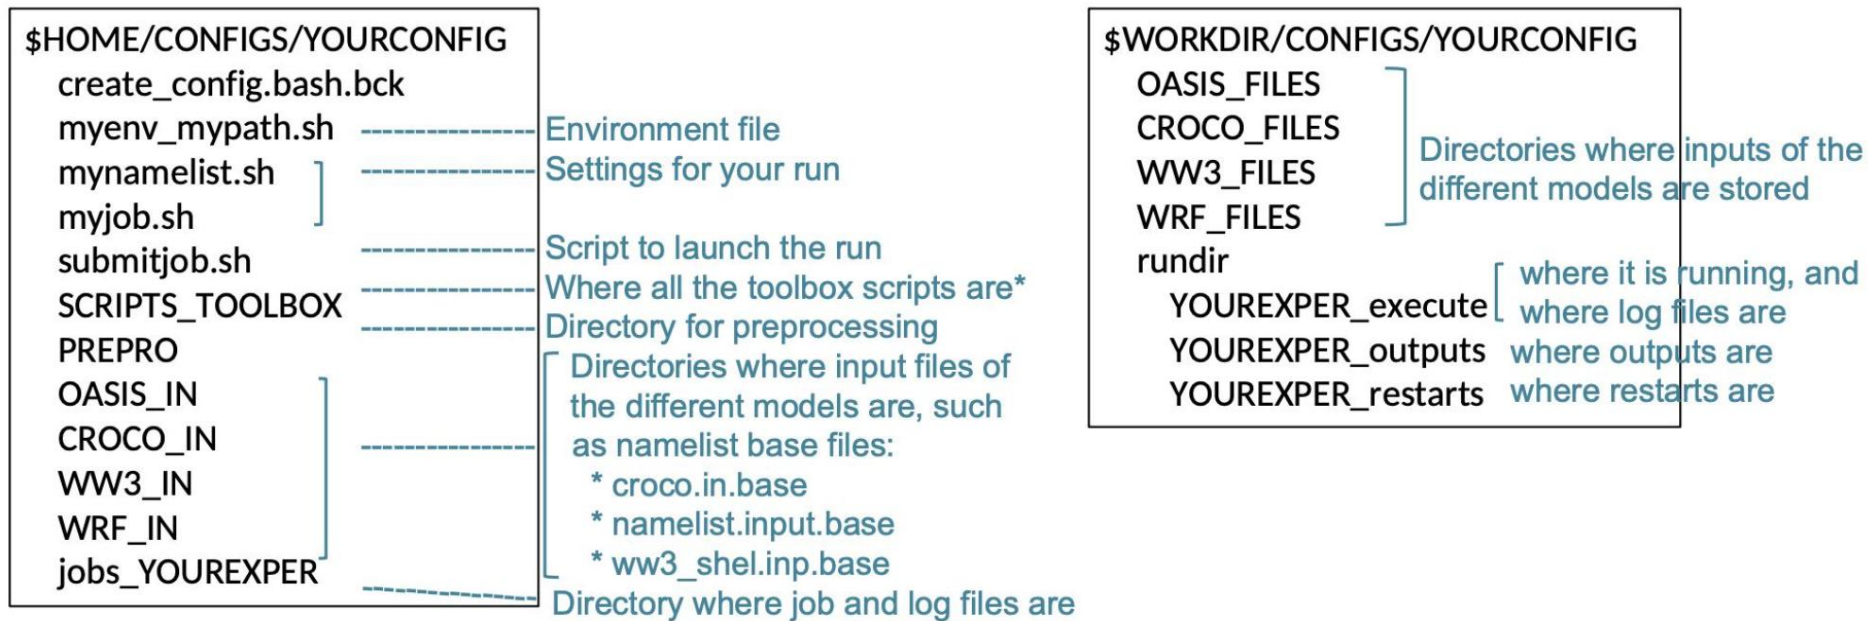 $HOME/CONFIGS/YOURCONFIG
create_config.bash.bck
myenv_mypath.sh
mynamelist.sh
myjob.sh
submitjob.sh
SCRIPTS_TOOLBOX
PREPRO
OASIS_IN
CROCO_IN
WW3_IN
WRF_IN
jobs_YOUREXPER
Environment file
Settings for your run
Script to launch the run
Where all the toolbox scripts are*
Directory for preprocessing
Directories where input files of
the different models are, such
as namelist base files:
* croco.in.base
* namelist.input.base
* ww3_shel.inp.base
Directory where job and log files are
$WORKDIR/CONFIGS/YOURCONFIG
OASIS_FILES
CROCO_FILES
WW3_FILES
WRF_FILES
rundir
YOUREXPER_execute
YOUREXPER_outputs
YOUREXPER_restarts
Directories where inputs of the
different models are stored
where it is running, and
where log files are
where outputs are
where restarts are